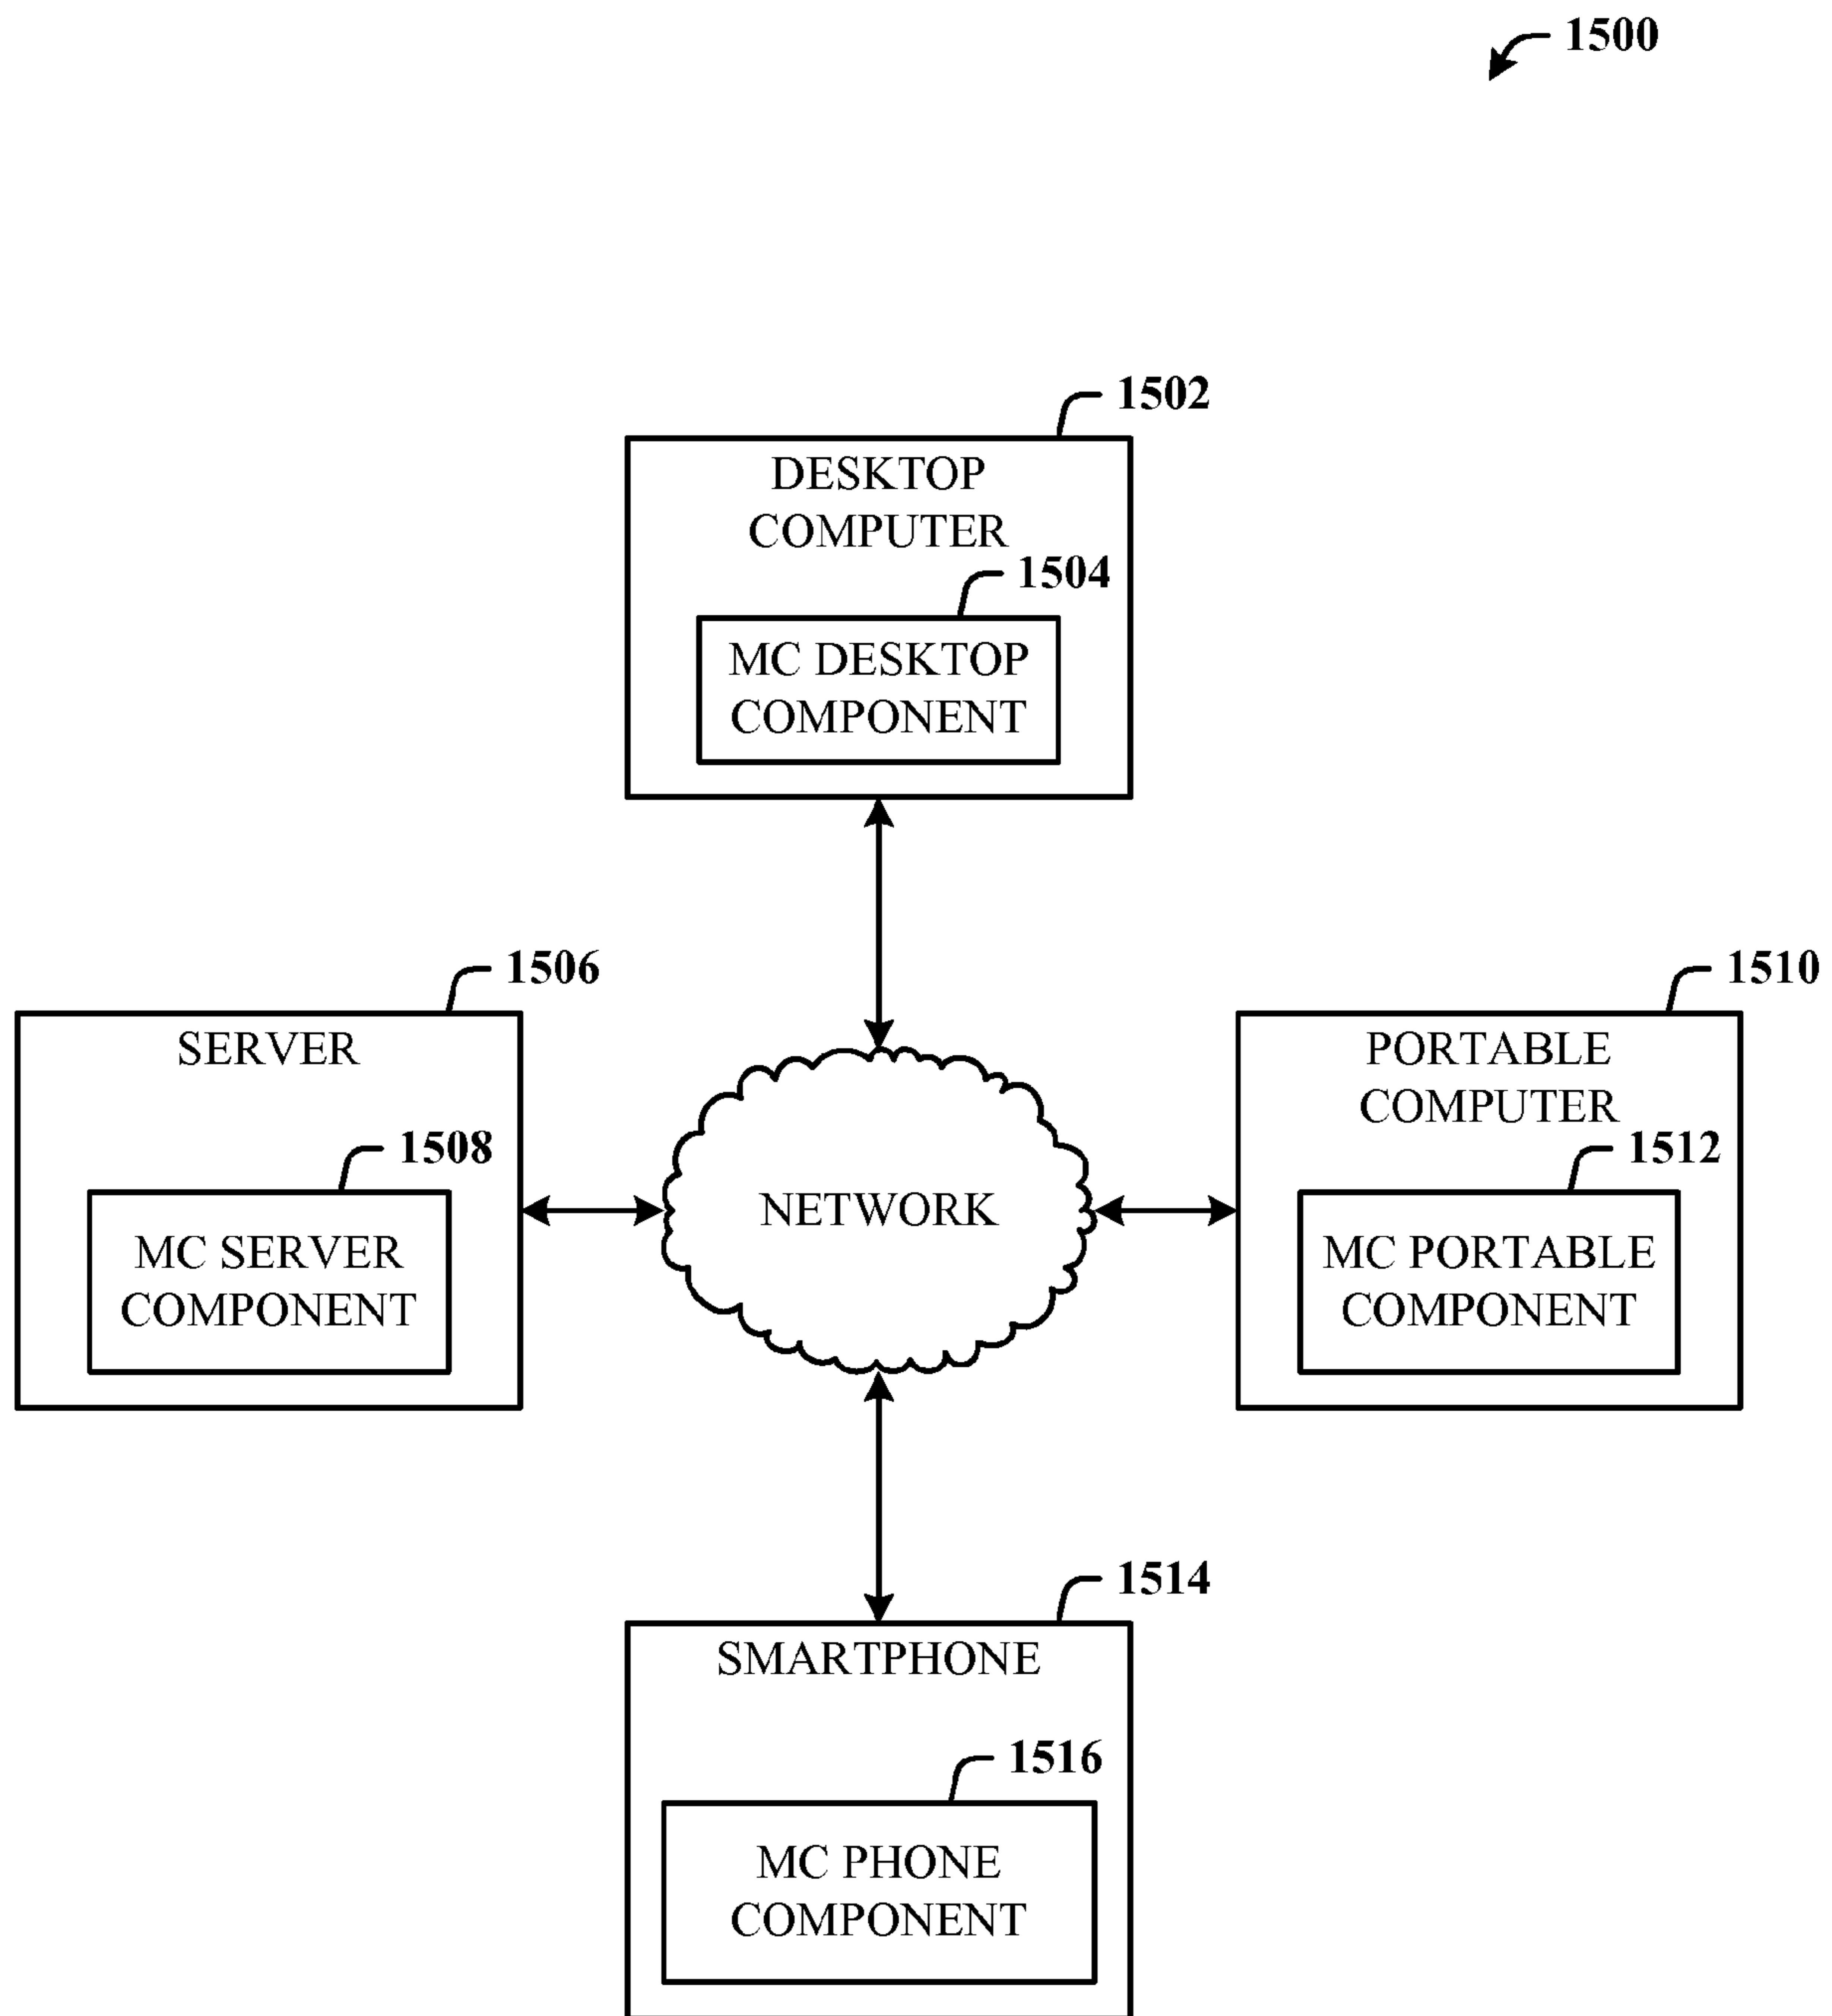 1500
1502
DESKTOP
COMPUTER
1504
MC DESKTOP
COMPONENT
1506
SERVER
1508
MC SERVER
COMPONENT
NETWORK
1510
PORTABLE
COMPUTER
1512
MC PORTABLE
COMPONENT
1514
SMARTPHONE
1516
MC PHONE
COMPONENT